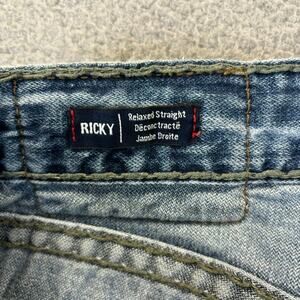 RICKY
Relaxed Straight
Décontracté
Jambe Droite